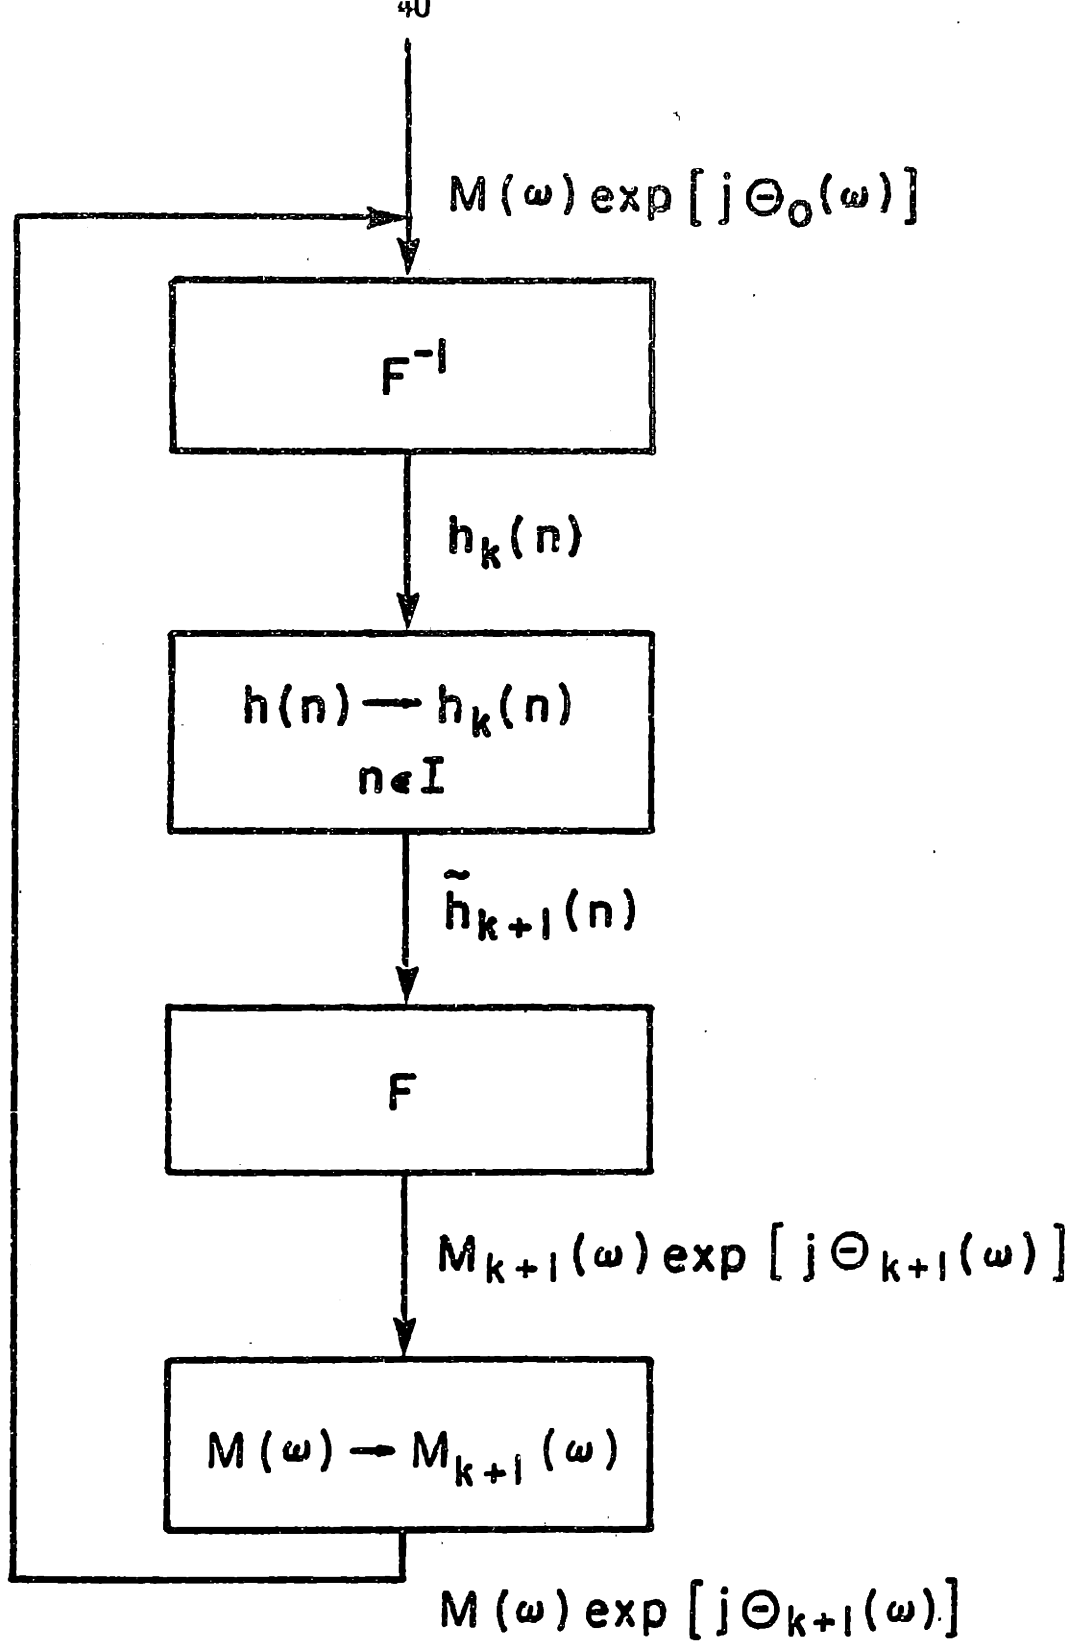 40
M(ω) exp[jΘ₀(ω)]
F⁻¹
hₖ(n)
h(n) → hₖ(n)
n∈I
h̃ₖ₊₁(n)
F
Mₖ₊₁(ω) exp[jΘₖ₊₁(ω)]
M(ω) → Mₖ₊₁(ω)
M(ω) exp[jΘₖ₊₁(ω)]